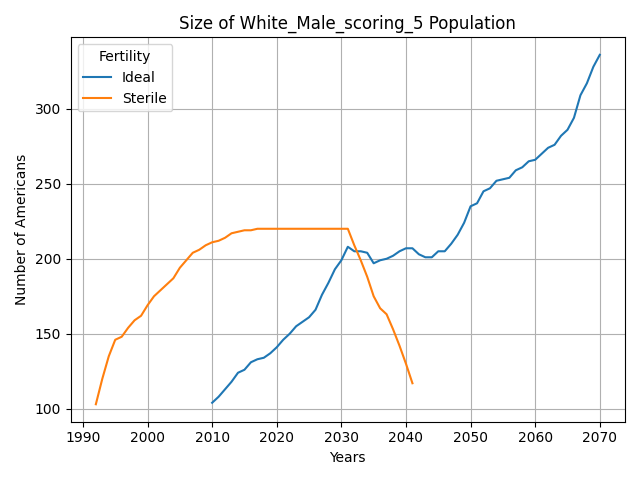 Size of White_Male_scoring_5 Population
Fertility
Ideal
Sterile
Number of Americans
300
250
200
150
100
1990
2000
2010
2020
2030
2040
2050
2060
2070
Years